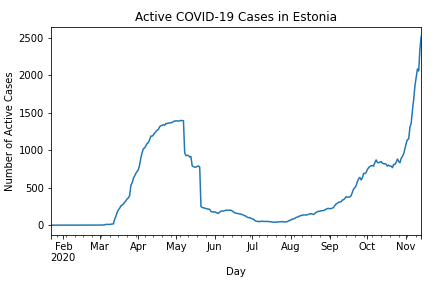 Active COVID-19 Cases in Estonia
Number of Active Cases
2500
2000
1500
1000
500
0
Feb Mar Apr May Jun Jul Aug Sep Oct Nov
2020
Day